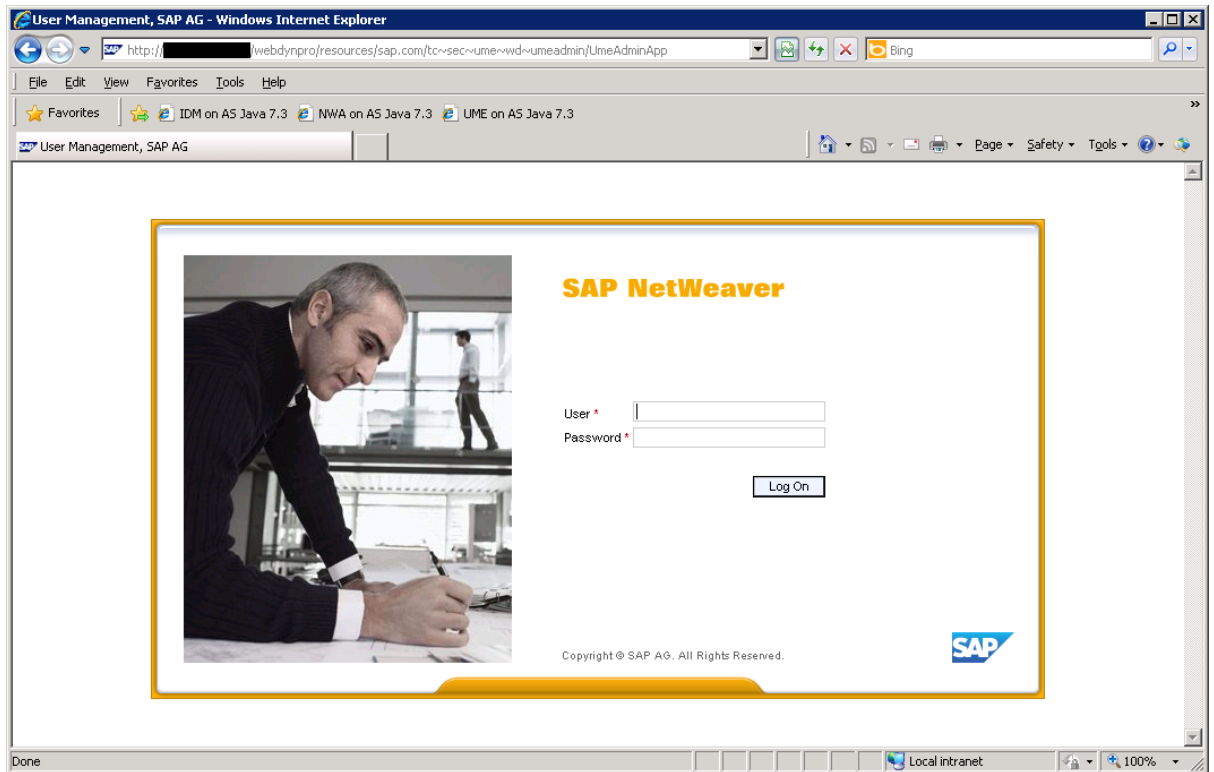 User Management, SAP AG - Windows Internet Explorer
SAP http:// /webdynpro/resources/sap.com/tc~sec~ume~wd~umeadmin/UmeAdminApp Bing
File Edit View Favorites Tools Help
Favorites IDM on AS Java 7.3 NWA on AS Java 7.3 UME on AS Java 7.3 »
SAP User Management, SAP AG Page Safety Tools
SAP NetWeaver
User *
Password *
Log On
Copyright © SAP AG. All Rights Reserved. SAP
Done Local intranet 100%